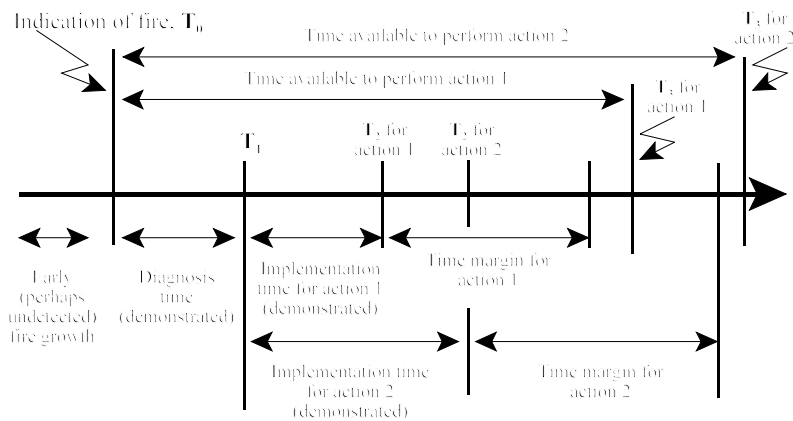 Indication of fire, T0
Time available to perform action 2
T3 for
action 2
Time available to perform action 1
T3 for
action 1
T1
T2 for
action 1
T2 for
action 2
Early
(perhaps
undetected)
fire growth
Diagnosis
time
(demonstrated)
Implementation
time for action 1
(demonstrated)
Time margin for
action 1
Implementation time
for action 2
(demonstrated)
Time margin for
action 2